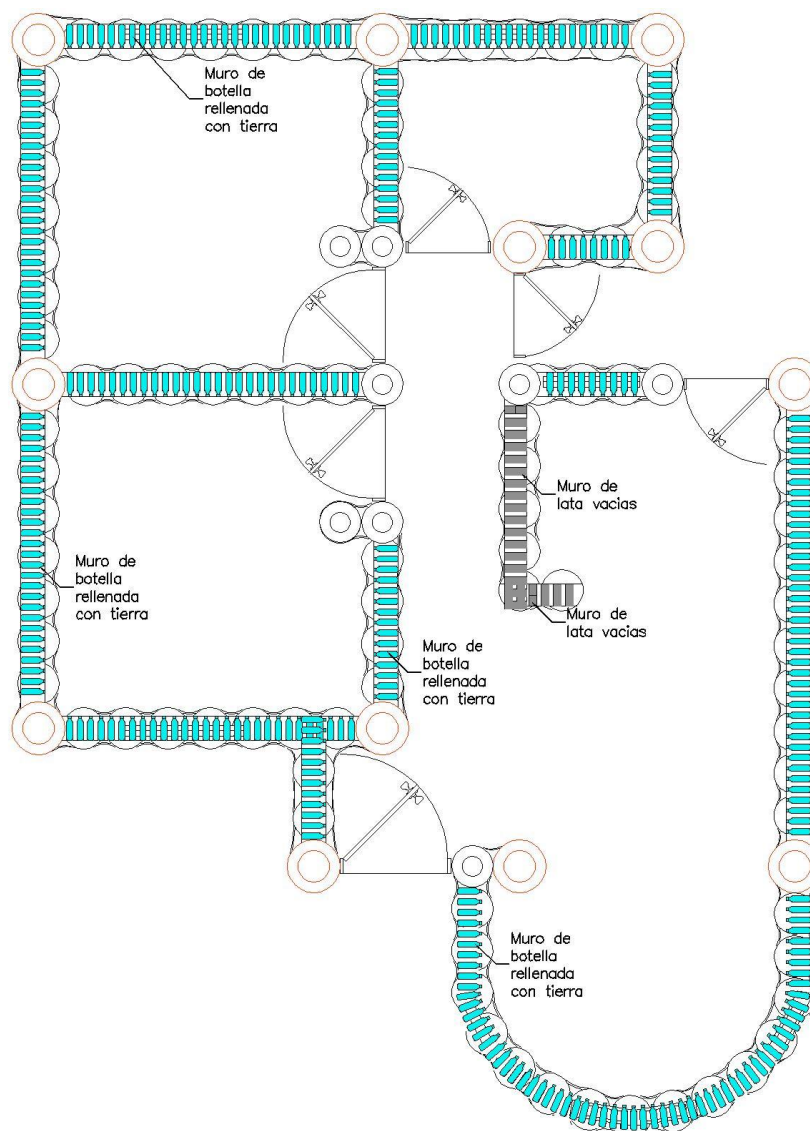 Muro de
botella
rellenada
con tierra
Muro de
lata vacias
Muro de
botella
rellenada
con tierra
Muro de
lata vacias
Muro de
botella
rellenada
con tierra
Muro de
botella
rellenada
con tierra